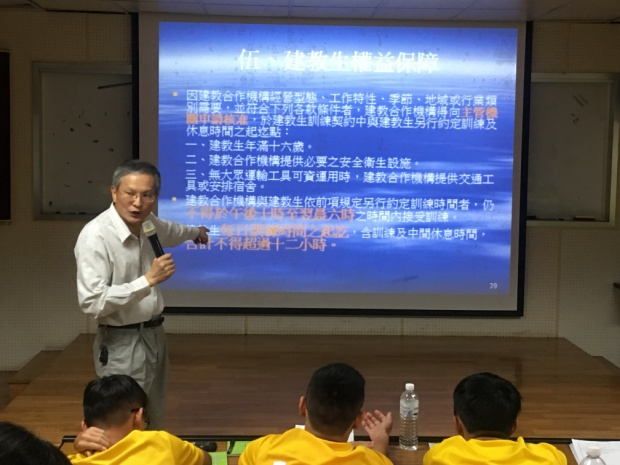 伍、建教生權益保障
因建教合作機構經營型態、工作特性、季節、地域或行業類
別需要，並符合下列各款條件者，建教合作機構得向主管機
關申請核准，於建教生訓練契約中與建教生另行約定訓練及
休息時間之起迄點：
一、建教生年滿十六歲。
二、建教合作機構提供必要之安全衛生設施。
三、無大眾運輸工具可資運用時，建教合作機構提供交通工
具或安排宿舍。
建教合作機構與建教生依前項規定另行約定訓練時間者，仍
不得於午後十時至翌晨六時之時間內接受訓練。
生每日訓練時間之起訖，含訓練及中間休息時間，
合計不得超過十二小時。
39